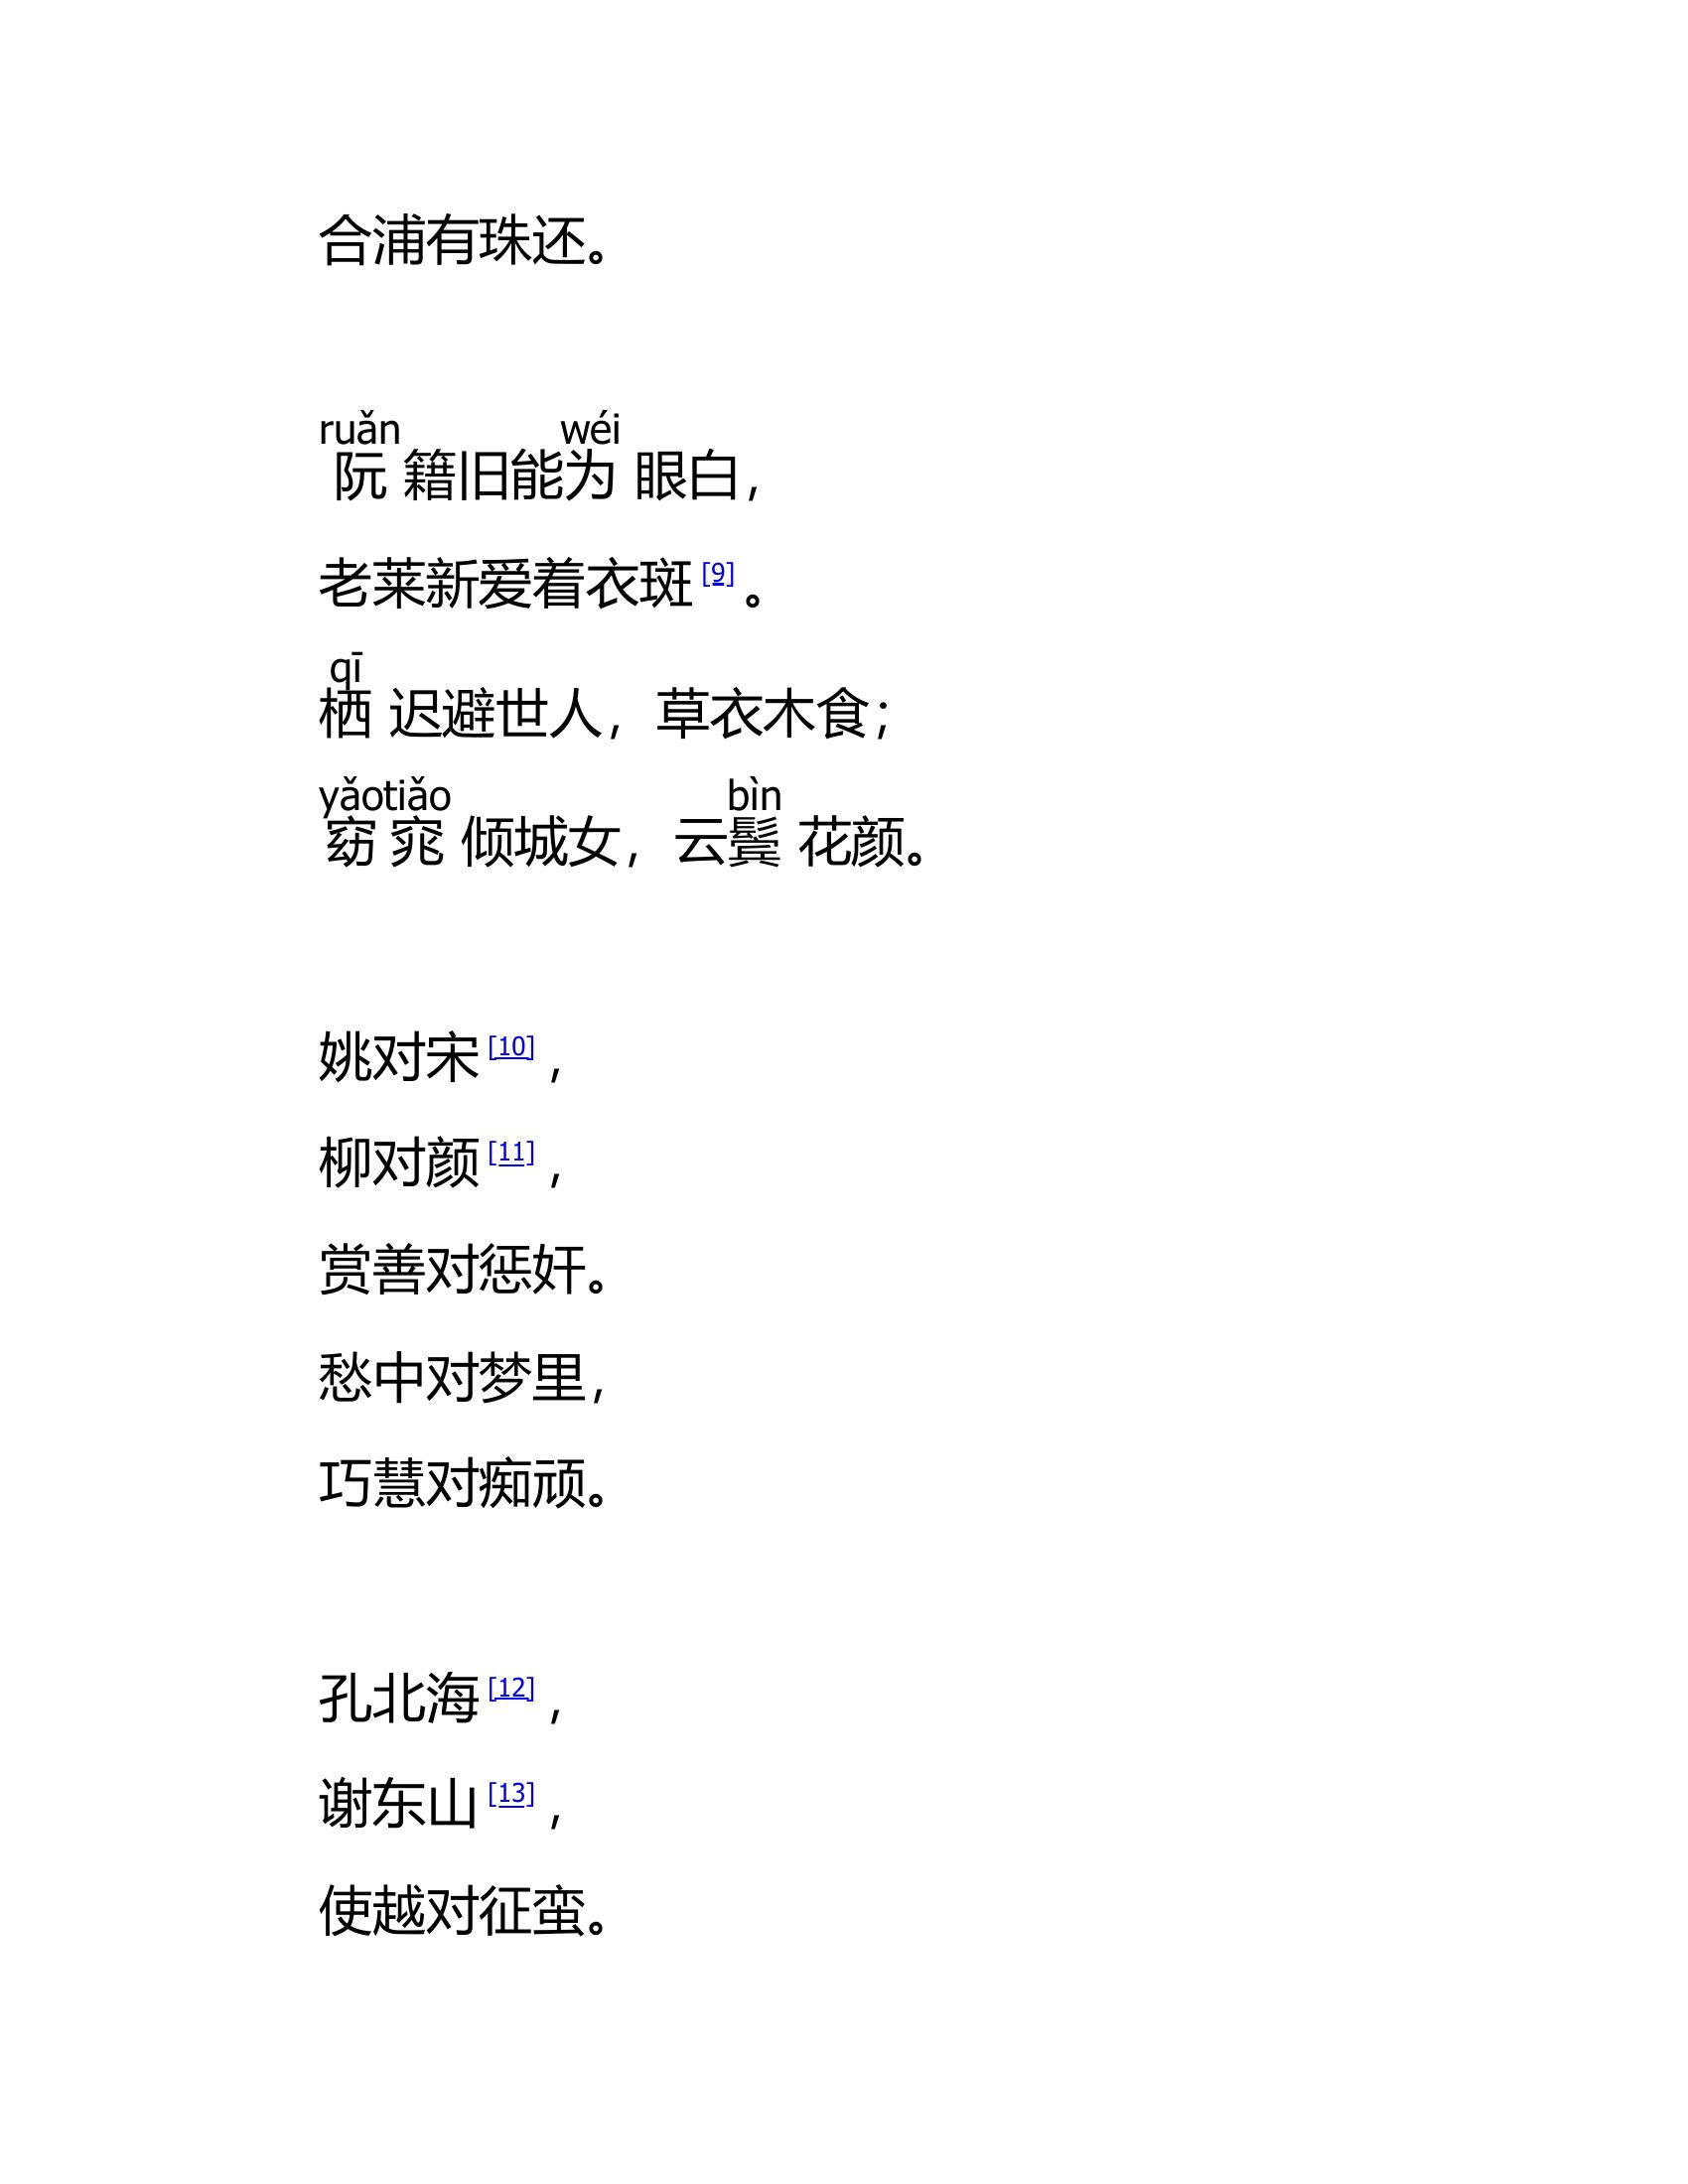 合浦有珠还。
ruǎn wéi
阮籍旧能为眼白，
老莱新爱着衣斑[9]。
qī
栖迟避世人，草衣木食；
yǎotiǎo bìn
窈窕倾城女，云鬓花颜。
姚对宋[10]，
柳对颜[11]，
赏善对惩奸。
愁中对梦里，
巧慧对痴顽。
孔北海[12]，
谢东山[13]，
使越对征蛮。